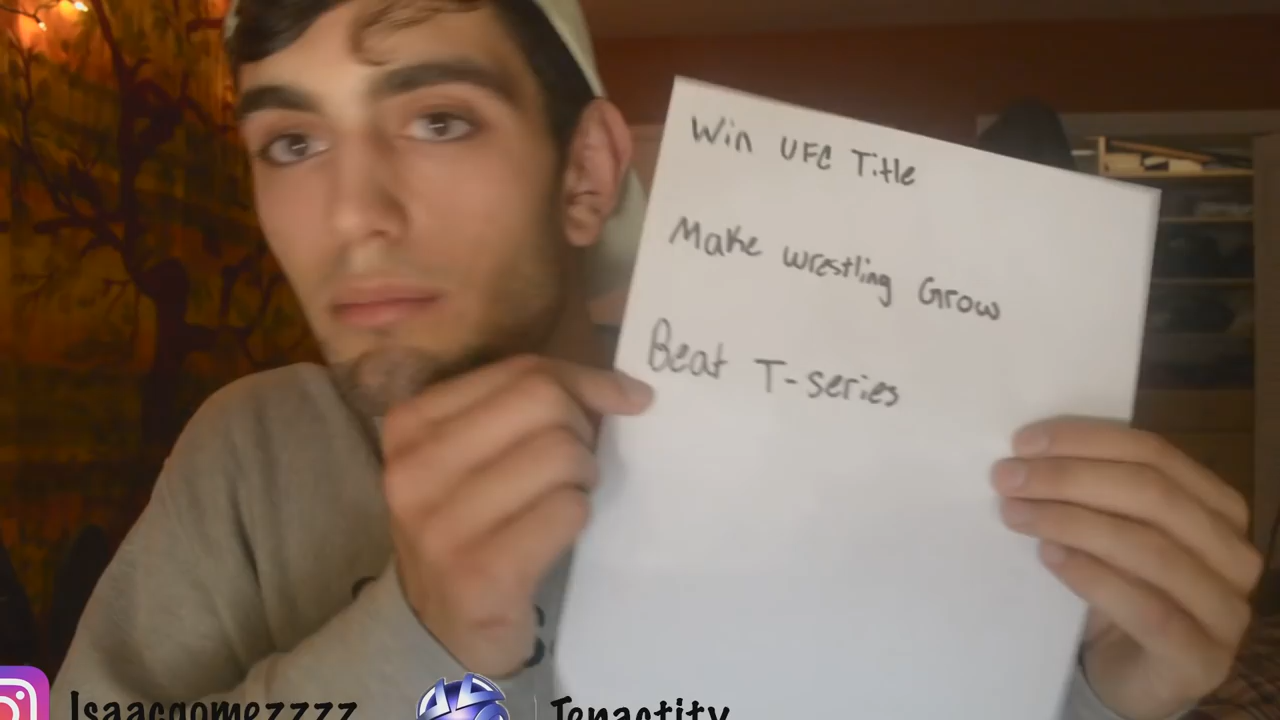 Win UFC Title
Make wrestling Grow
Beat T-series
Isaacgomezzzz
Tenactity